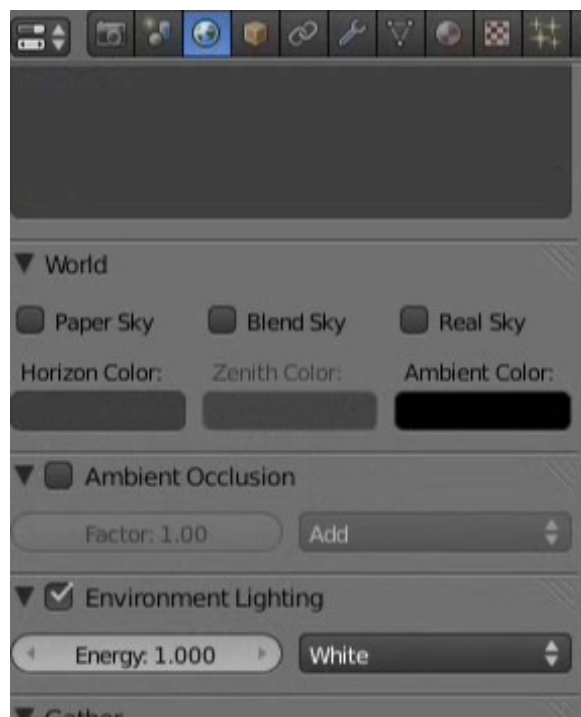 World
Paper Sky Blend Sky Real Sky
Horizon Color: Zenith Color: Ambient Color:
Ambient Occlusion
Factor: 1.00 Add
Environment Lighting
Energy: 1.000 White
Gather